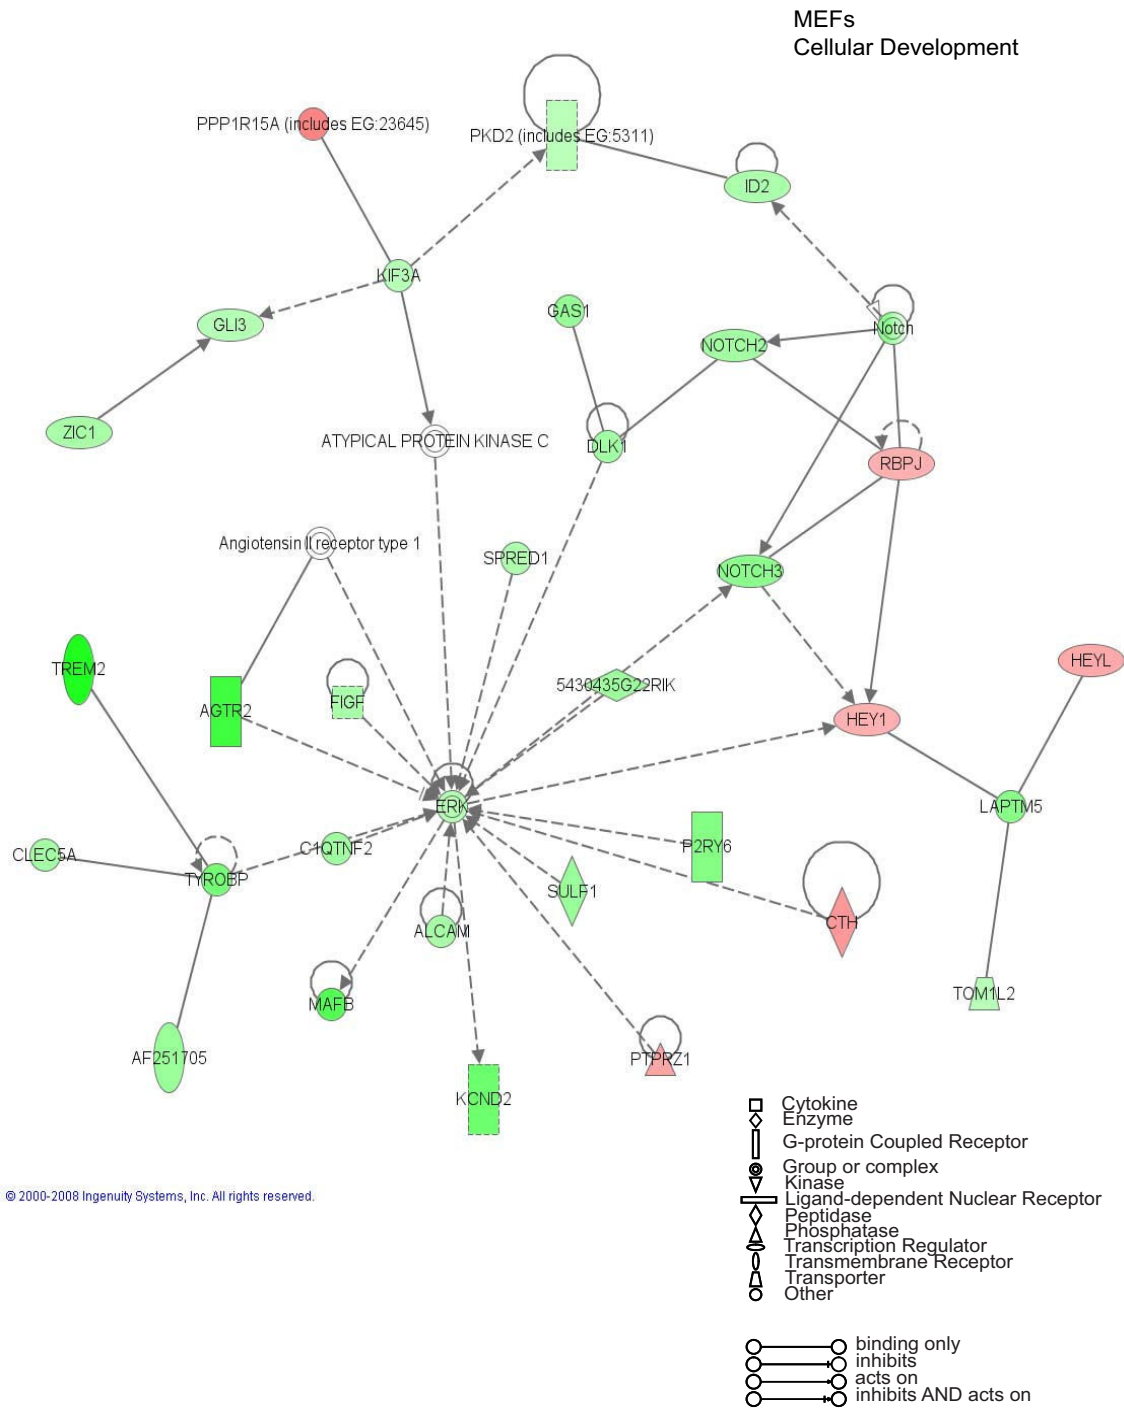 MEFs
Cellular Development
PPP1R15A (includes EG:23645)
PKD2 (includes EG:5311)
ID2
KIF3A
GLI3
GAS1
NOTCH2
Notch
ZIC1
ATYPICAL PROTEIN KINASE C
DLK1
RBPJ
Angiotensin II receptor type 1
SPRED1
NOTCH3
TREM2
HEYL
AGTR2
FIGF
5430435G22RIK
HEY1
ERK
LAPTM5
CLEC5A
C1QTNF2
P2RY6
TYROBP
SULF1
ALCAM
CTH
MAFB
TOM1L2
AF251705
PTPRZ1
KCND2
Cytokine
Enzyme
G-protein Coupled Receptor
Group or complex
Kinase
Ligand-dependent Nuclear Receptor
Peptidase
Phosphatase
Transcription Regulator
Transmembrane Receptor
Transporter
Other
© 2000-2008 Ingenuity Systems, Inc. All rights reserved.
binding only
inhibits
acts on
inhibits AND acts on